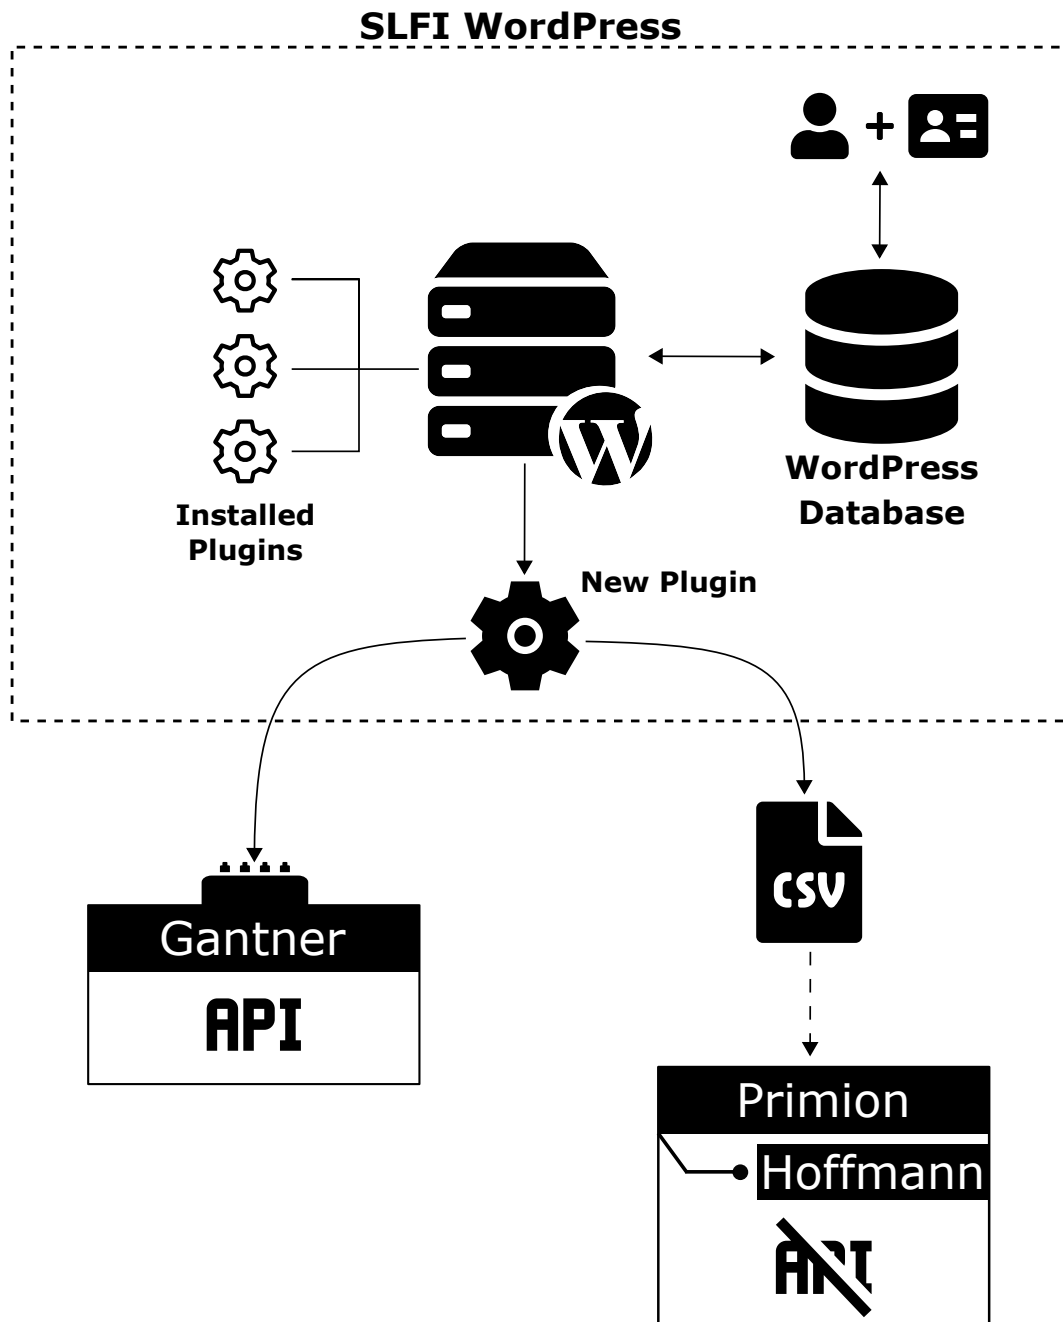 SLFI WordPress
WordPress
Database
Installed
Plugins
New Plugin
CSV
Gantner
API
Primion
Hoffmann
API